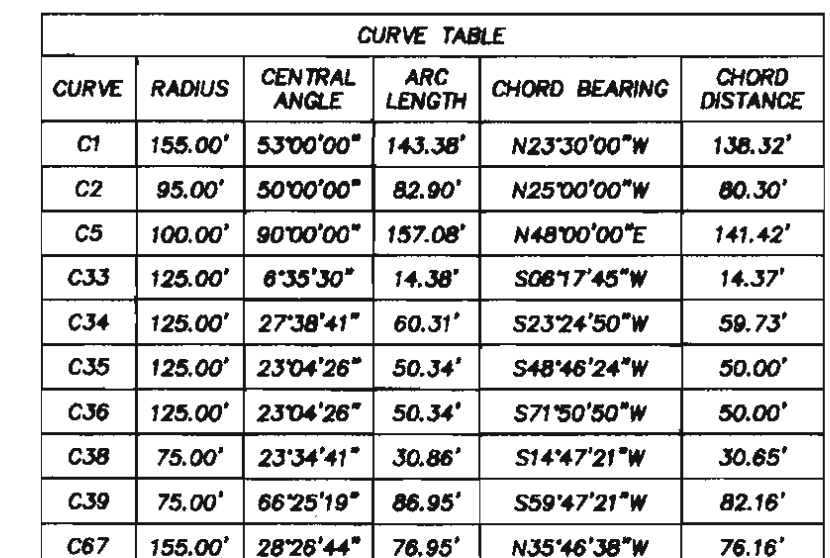 CURVE TABLE
CURVE RADIUS CENTRAL ANGLE ARC LENGTH CHORD BEARING CHORD DISTANCE
C1 155.00' 53°00'00" 143.38' N23°30'00"W 138.32'
C2 95.00' 50°00'00" 82.90' N25°00'00"W 80.30'
C5 100.00' 90°00'00" 157.08' N48°00'00"E 141.42'
C33 125.00' 6°35'30" 14.38' S06°17'45"W 14.37'
C34 125.00' 27°38'41" 60.31' S23°24'50"W 59.73'
C35 125.00' 23°04'26" 50.34' S48°46'24"W 50.00'
C36 125.00' 23°04'26" 50.34' S71°50'50"W 50.00'
C38 75.00' 23°34'41" 30.86' S14°47'21"W 30.65'
C39 75.00' 66°25'19" 86.95' S59°47'21"W 82.16'
C67 155.00' 28°26'44" 76.95' N35°46'38"W 76.16'